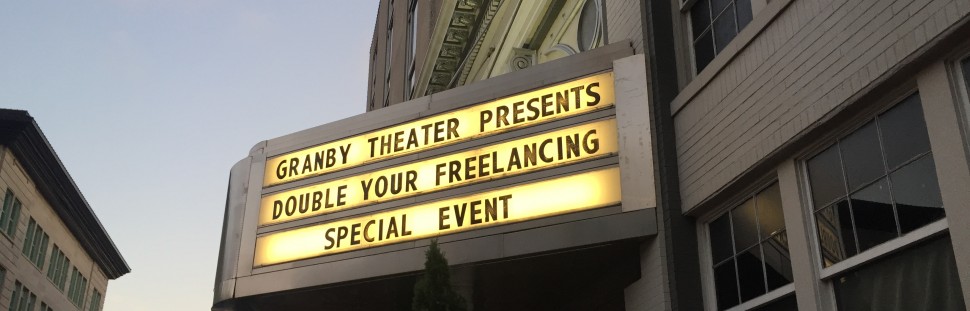 GRANBY THEATER PRESENTS
DOUBLE YOUR FREELANCING
SPECIAL EVENT